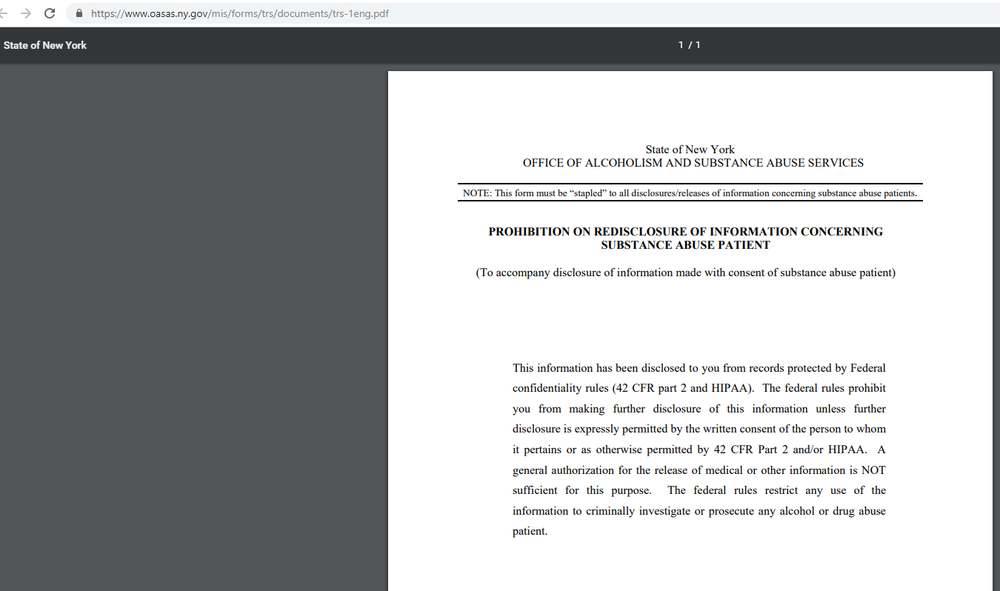 https://www.oasas.ny.gov/mis/forms/trs/documents/trs-1eng.pdf
State of New York
1 / 1
State of New York
OFFICE OF ALCOHOLISM AND SUBSTANCE ABUSE SERVICES
NOTE: This form must be “stapled” to all disclosures/releases of information concerning substance abuse patients.
PROHIBITION ON REDISCLOSURE OF INFORMATION CONCERNING
SUBSTANCE ABUSE PATIENT
(To accompany disclosure of information made with consent of substance abuse patient)
This information has been disclosed to you from records protected by Federal
confidentiality rules (42 CFR part 2 and HIPAA). The federal rules prohibit
you from making further disclosure of this information unless further
disclosure is expressly permitted by the written consent of the person to whom
it pertains or as otherwise permitted by 42 CFR Part 2 and/or HIPAA. A
general authorization for the release of medical or other information is NOT
sufficient for this purpose. The federal rules restrict any use of the
information to criminally investigate or prosecute any alcohol or drug abuse
patient.